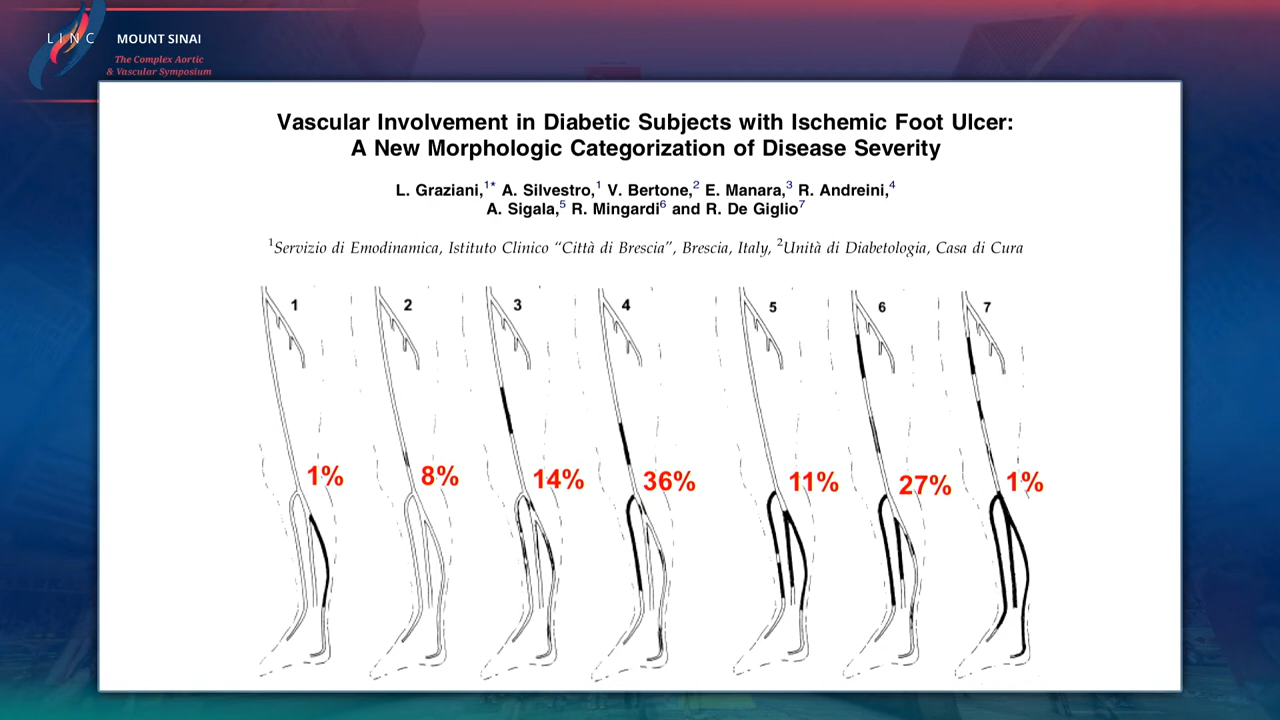 LINC
MOUNT SINAI
The Complex Aortic
& Vascular Symposium
Vascular Involvement in Diabetic Subjects with Ischemic Foot Ulcer:
A New Morphologic Categorization of Disease Severity
L. Graziani,1* A. Silvestro,1 V. Bertone,2 E. Manara,3 R. Andreini,4
A. Sigala,5 R. Mingardi6 and R. De Giglio7
1Servizio di Emodinamica, Istituto Clinico “Città di Brescia”, Brescia, Italy, 2Unità di Diabetologia, Casa di Cura
1 2 3 4 5 6 7
1% 8% 14% 36% 11% 27% 1%